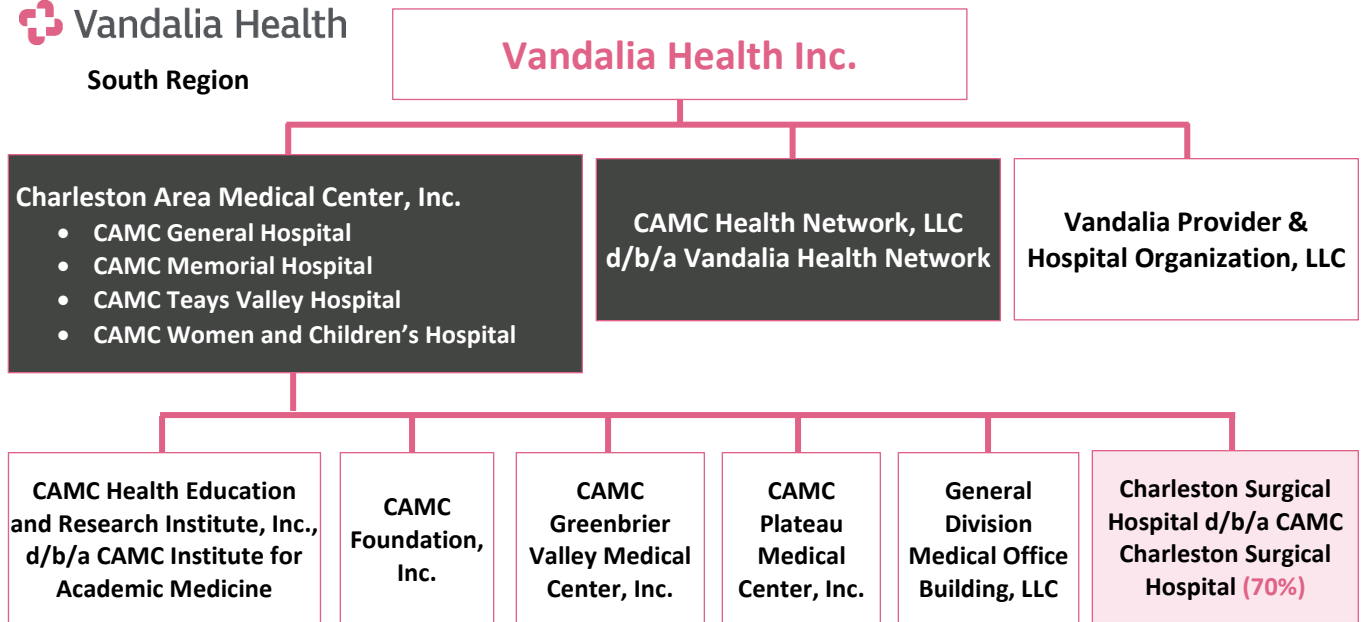 Vandalia Health
South Region
Vandalia Health Inc.
Charleston Area Medical Center, Inc.
• CAMC General Hospital
• CAMC Memorial Hospital
• CAMC Teays Valley Hospital
• CAMC Women and Children's Hospital
CAMC Health Network, LLC
d/b/a Vandalia Health Network
Vandalia Provider &
Hospital Organization, LLC
CAMC Health Education
and Research Institute, Inc.,
d/b/a CAMC Institute for
Academic Medicine
CAMC
Foundation,
Inc.
CAMC
Greenbrier
Valley Medical
Center, Inc.
CAMC
Plateau
Medical
Center, Inc.
General
Division
Medical Office
Building, LLC
Charleston Surgical
Hospital d/b/a CAMC
Charleston Surgical
Hospital (70%)